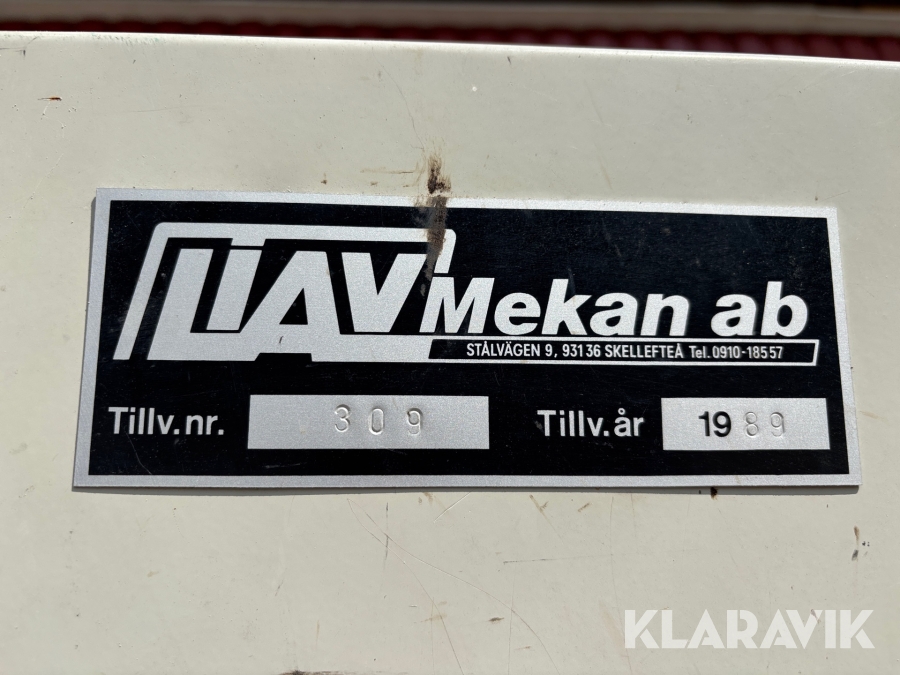 LIAV Mekan ab
STÅLVÄGEN 9, 931 36 SKELLEFTEÅ Tel. 0910-185 57
Tillv.nr. 309 Tillv.år 1989
KLARAVIK